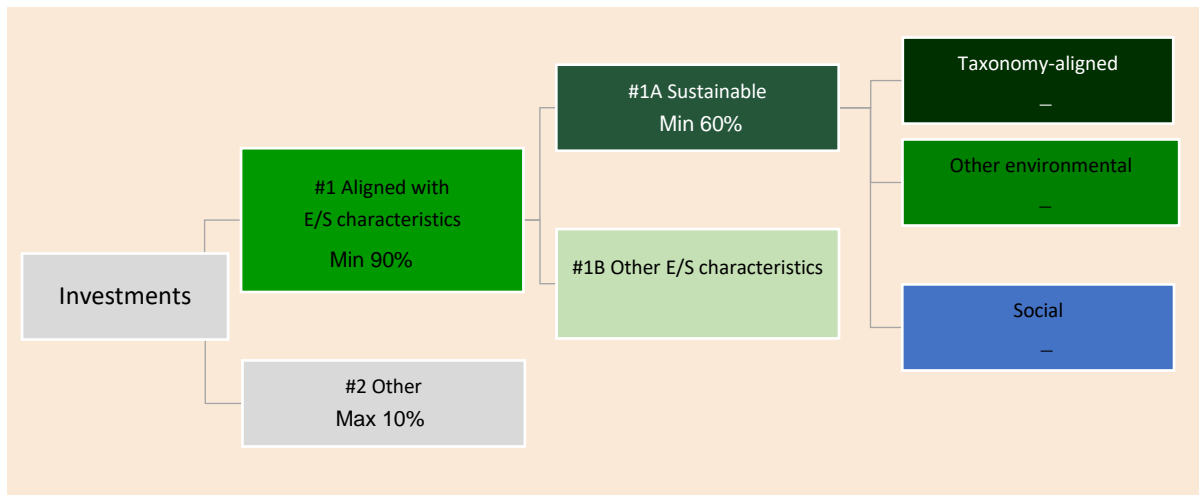 Investments
#1 Aligned with
E/S characteristics
Min 90%
#2 Other
Max 10%
#1A Sustainable
Min 60%
#1B Other E/S characteristics
Taxonomy-aligned
_
Other environmental
_
Social
_